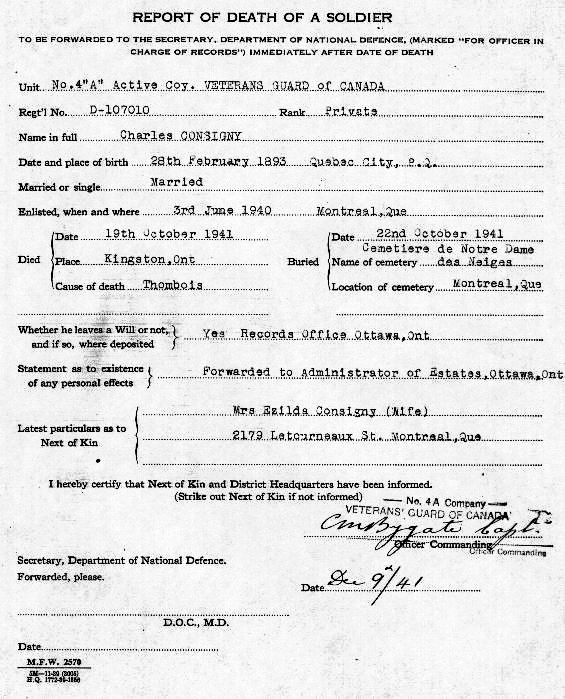 REPORT OF DEATH OF A SOLDIER
TO BE FORWARDED TO THE SECRETARY, DEPARTMENT OF NATIONAL DEFENCE, (MARKED "FOR OFFICER IN
CHARGE OF RECORDS") IMMEDIATELY AFTER DATE OF DEATH
Unit No.4"A" Active Coy. VETERANS GUARD of CANADA
Regt'l No. D-107010 Rank Private
Name in full Charles CONSIGNY
Date and place of birth 28th February 1893 Quebec City, P.Q.
Married or single Married
Enlisted, when and where 3rd June 1940 Montreal,Que
Died
Date 19th October 1941
Place Kingston,Ont
Cause of death Thombois
Buried
Date 22nd October 1941
Cemetiere de Notre Dame
Name of cemetery des Neiges
Location of cemetery Montreal,Que
Whether he leaves a Will or not,
and if so, where deposited
Yes Records Office Ottawa,Ont
Statement as to existence
of any personal effects
Forwarded to Administrator of Estates,Ottawa,Ont
Latest particulars as to
Next of Kin
Mrs Ezilda Consigny (Wife)
2179 Letourneaux St. Montreal,Que
I hereby certify that Next of Kin and District Headquarters have been informed.
(Strike out Next of Kin if not informed)
No. 4 A Company
VETERANS' GUARD OF CANADA
CM Bygate Capt.
Officer Commanding
Officer Commanding
Secretary, Department of National Defence.
Forwarded, please.
Date Dec 9/41
D.O.C., M.D.
Date
M.F.W. 2570
H.Q. 1772-39-1656